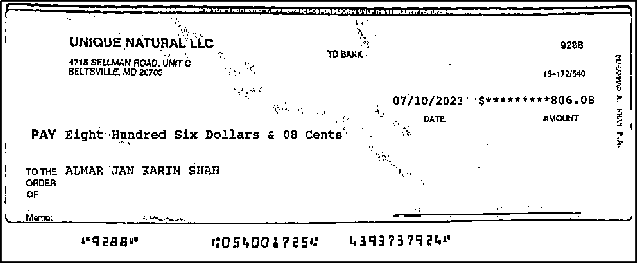 UNIQUE NATURAL LLC
TD BANK
9288
4718 SELLMAN ROAD, UNIT C
BELTSVILLE, MD 20705
15-172/540
07/10/2023 $*********806.08
DATE AMOUNT
PAY Eight Hundred Six Dollars & 08 Cents
TO THE ORDER OF
ALMAR JAN KARIM SHAH
Memo:
⑈9288⑈ ⑆054001725⑆ 4393737924⑈